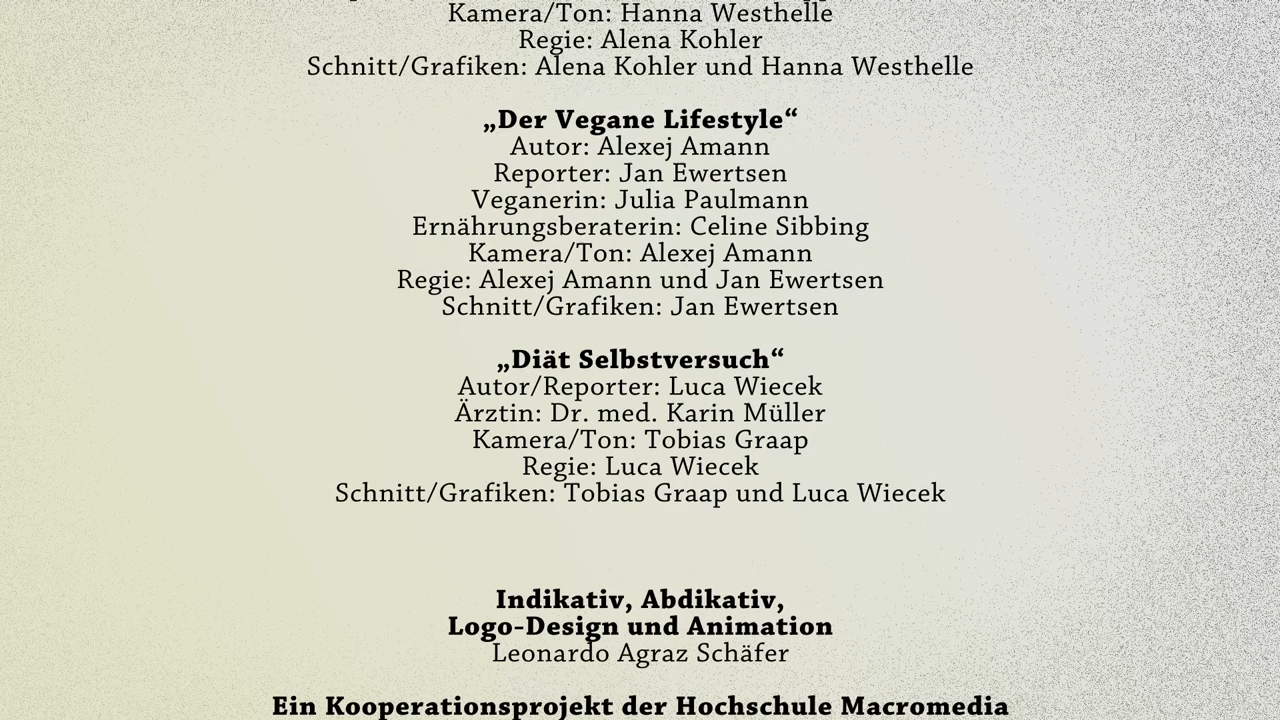 Kamera/Ton: Hanna Westhelle
Regie: Alena Kohler
Schnitt/Grafiken: Alena Kohler und Hanna Westhelle
„Der Vegane Lifestyle“
Autor: Alexej Amann
Reporter: Jan Ewertsen
Veganerin: Julia Paulmann
Ernährungsberaterin: Celine Sibbing
Kamera/Ton: Alexej Amann
Regie: Alexej Amann und Jan Ewertsen
Schnitt/Grafiken: Jan Ewertsen
„Diät Selbstversuch“
Autor/Reporter: Luca Wiecek
Ärztin: Dr. med. Karin Müller
Kamera/Ton: Tobias Graap
Regie: Luca Wiecek
Schnitt/Grafiken: Tobias Graap und Luca Wiecek
Indikativ, Abdikativ,
Logo-Design und Animation
Leonardo Agraz Schäfer
Ein Kooperationsprojekt der Hochschule Macromedia